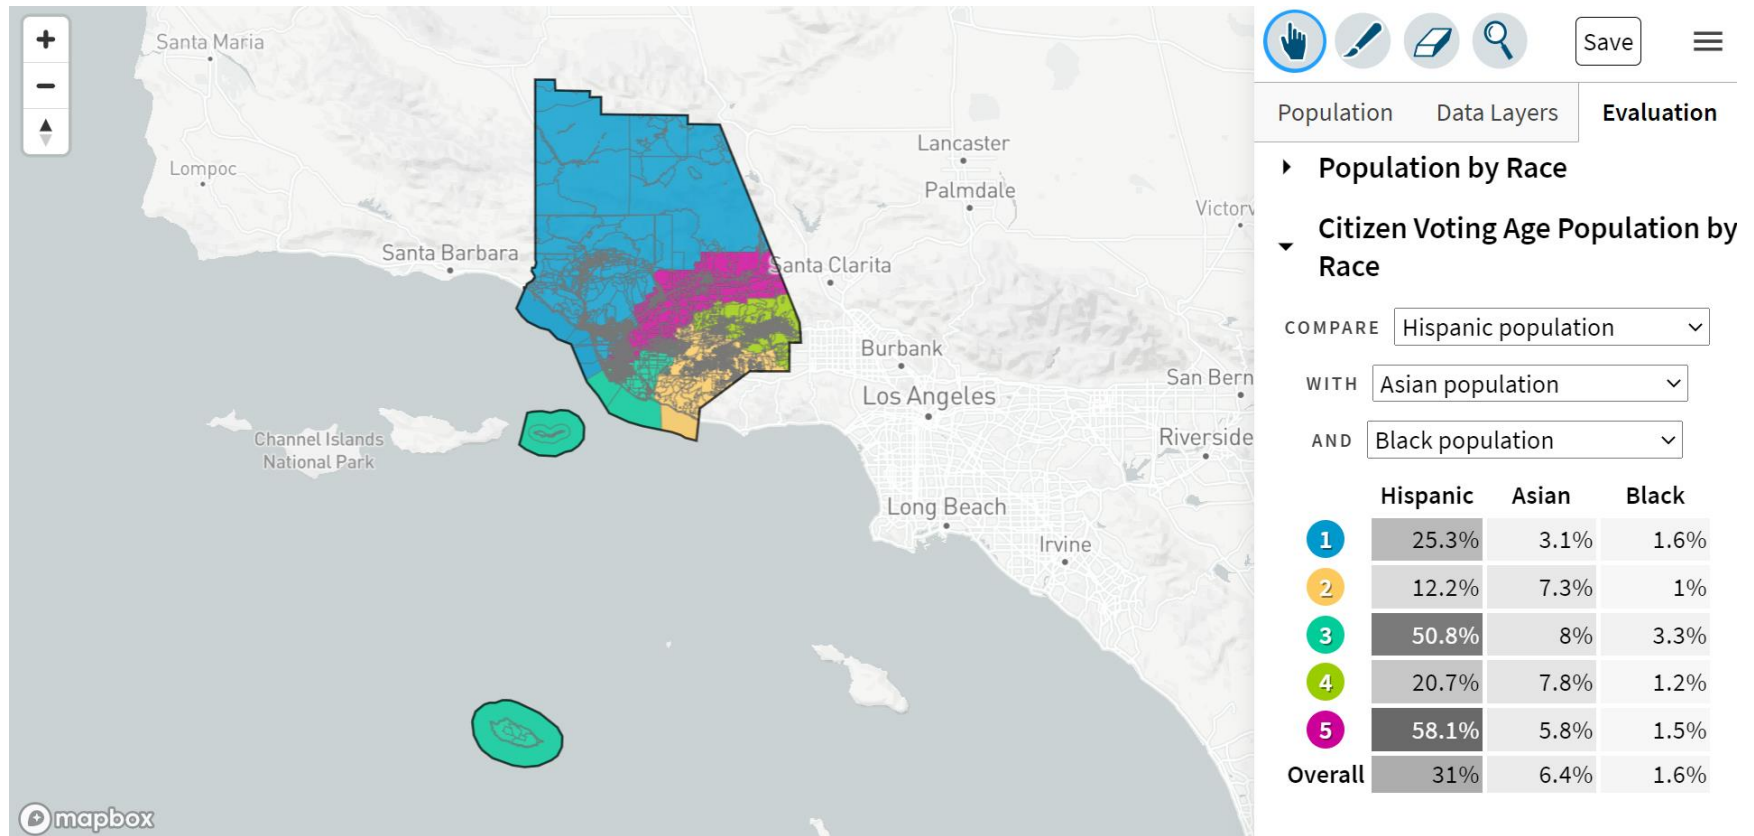 +
−
Santa Maria
Lompoc
Santa Barbara
Lancaster
Palmdale
Victorv
Santa Clarita
Burbank
Los Angeles
San Bern
Riverside
Channel Islands
National Park
Long Beach
Irvine
mapbox
Save
Population
Data Layers
Evaluation
Population by Race
Citizen Voting Age Population by
Race
COMPARE Hispanic population
WITH Asian population
AND Black population
Hispanic Asian Black
1 25.3% 3.1% 1.6%
2 12.2% 7.3% 1%
3 50.8% 8% 3.3%
4 20.7% 7.8% 1.2%
5 58.1% 5.8% 1.5%
Overall 31% 6.4% 1.6%